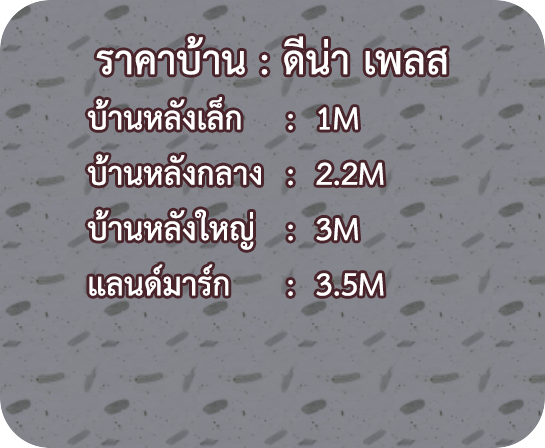 ราคาบ้าน : ดีน่า เพลส
บ้านหลังเล็ก : 1M
บ้านหลังกลาง : 2.2M
บ้านหลังใหญ่ : 3M
แลนด์มาร์ก : 3.5M